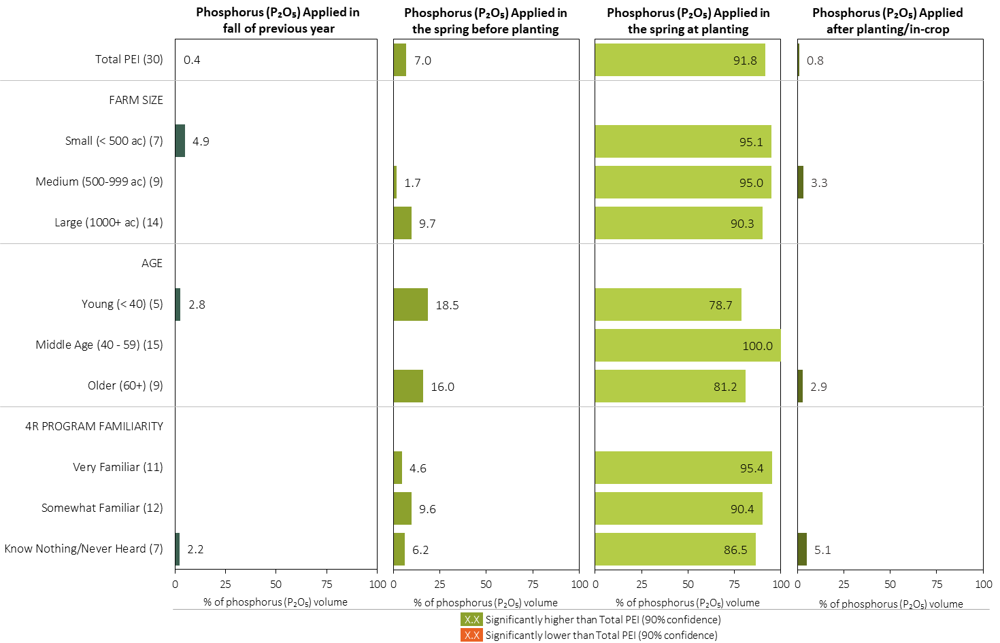 Phosphorus (P₂O₅) Applied in
fall of previous year
Phosphorus (P₂O₅) Applied in
the spring before planting
Phosphorus (P₂O₅) Applied in
the spring at planting
Phosphorus (P₂O₅) Applied
after planting/in-crop
Total PEI (30) 0.4 7.0 91.8 0.8
FARM SIZE
Small (< 500 ac) (7) 4.9 95.1
Medium (500-999 ac) (9) 1.7 95.0 3.3
Large (1000+ ac) (14) 9.7 90.3
AGE
Young (< 40) (5) 2.8 18.5 78.7
Middle Age (40 - 59) (15) 100.0
Older (60+) (9) 16.0 81.2 2.9
4R PROGRAM FAMILIARITY
Very Familiar (11) 4.6 95.4
Somewhat Familiar (12) 9.6 90.4
Know Nothing/Never Heard (7) 2.2 6.2 86.5 5.1
0 25 50 75 100 0 25 50 75 100 0 25 50 75 100 0 25 50 75 100
% of phosphorus (P₂O₅) volume % of phosphorus (P₂O₅) volume % of phosphorus (P₂O₅) volume % of phosphorus (P₂O₅) volume
X.X Significantly higher than Total PEI (90% confidence)
X.X Significantly lower than Total PEI (90% confidence)